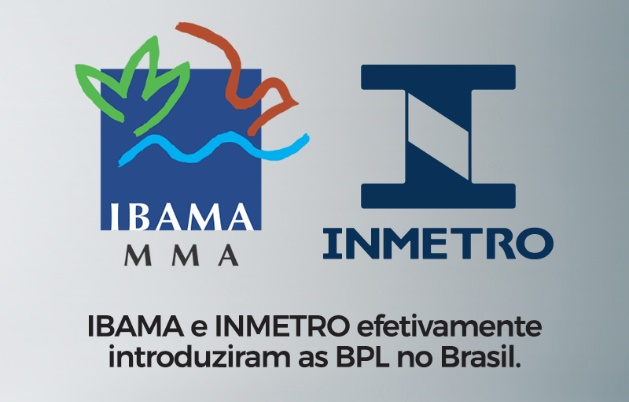 IBAMA
MMA
INMETRO
IBAMA e INMETRO efetivamente
introduziram as BPL no Brasil.